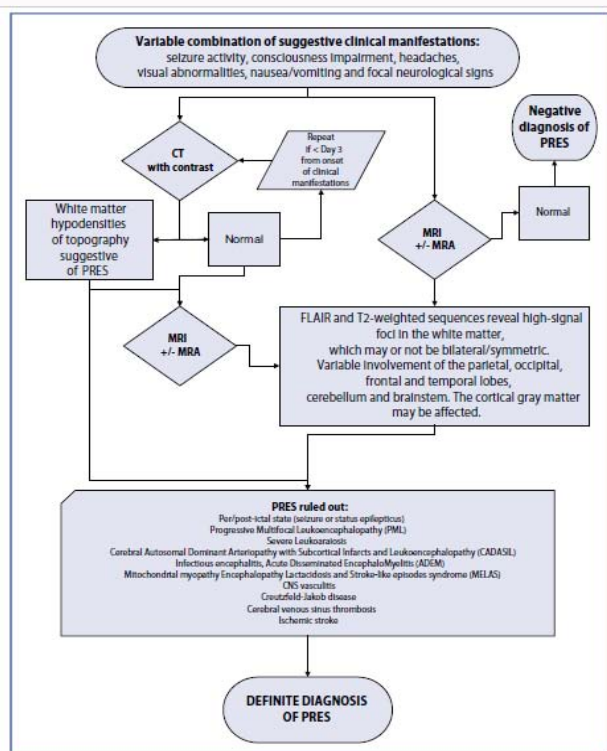 Variable combination of suggestive clinical manifestations:
seizure activity, consciousness impairment, headaches,
visual abnormalities, nausea/vomiting and focal neurological signs
Negative
diagnosis of
PRES
CT
with contrast
Repeat
if < Day 3
from onset
of clinical
manifestations
White matter
hypodensities
of topography
suggestive
of PRES
Normal
MRI
+/- MRA
Normal
MRI
+/- MRA
FLAIR and T2-weighted sequences reveal high-signal
foci in the white matter,
which may or not be bilateral/symmetric.
Variable involvement of the parietal, occipital,
frontal and temporal lobes,
cerebellum and brainstem. The cortical gray matter
may be affected.
PRES ruled out:
Per/post-ictal state (seizure or status epilepticus)
Progressive Multifocal Leukoencephalopathy (PML)
Severe Leukoaraiosis
Cerebral Autosomal Dominant Arteriopathy with Subcortical Infarcts and Leukoencephalopathy (CADASIL)
Infectious encephalitis, Acute Disseminated EncephaloMyelitis (ADEM)
Mitochondrial myopathy Encephalopathy Lactacidosis and Stroke-like episodes syndrome (MELAS)
CNS vasculitis
Creutzfeld-Jakob disease
Cerebral venous sinus thrombosis
Ischemic stroke
DEFINITE DIAGNOSIS
OF PRES